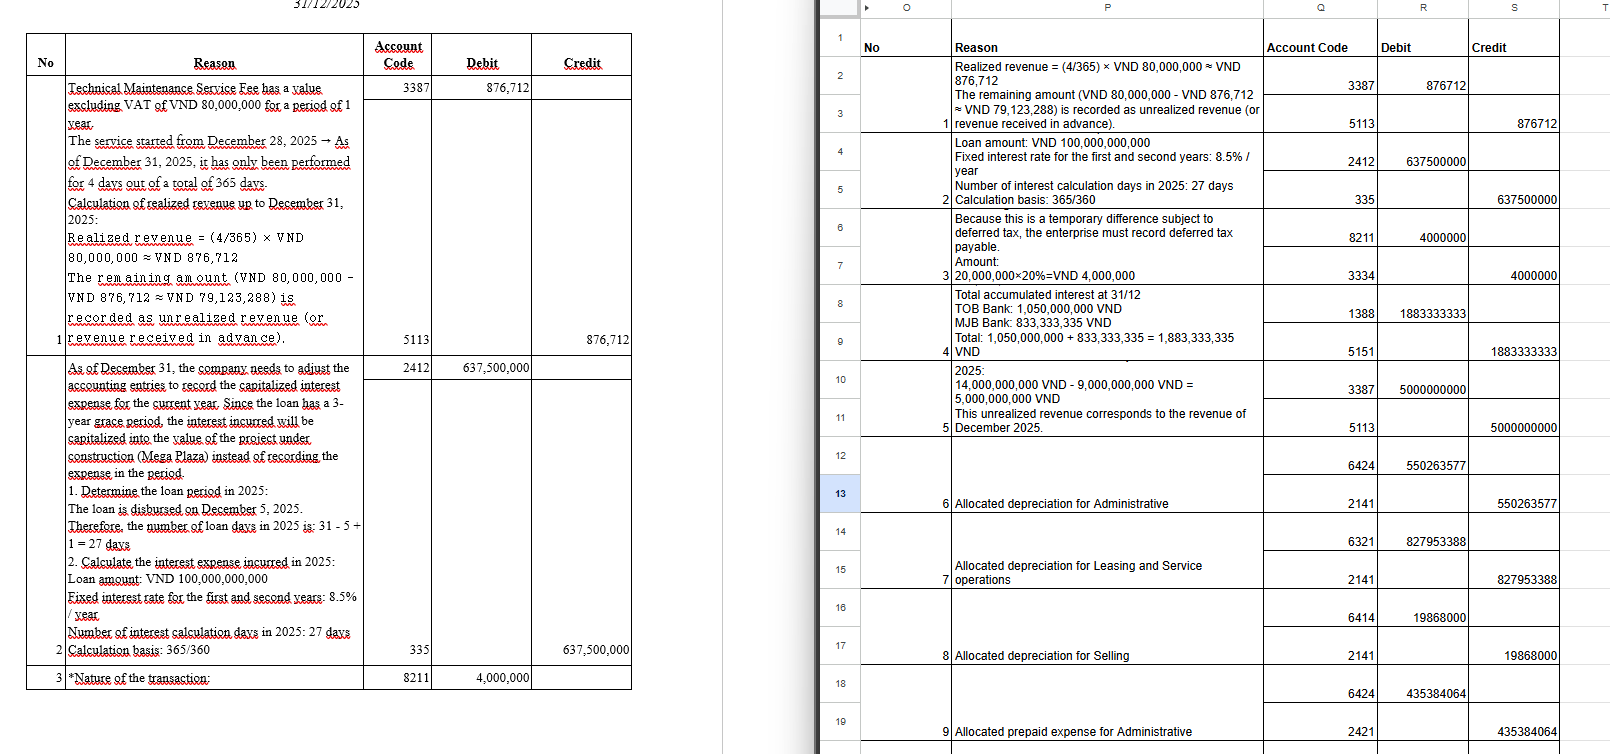 31/12/2025
No
Reason
Account
Code
Debit
Credit
Technical Maintenance Service Fee has a value
excluding VAT of VND 80,000,000 for a period of 1
year.
The service started from December 28, 2025 → As
of December 31, 2025, it has only been performed
for 4 days out of a total of 365 days.
Calculation of realized revenue up to December 31,
2025:
Realized revenue = (4/365) × VND
80,000,000 ≈ VND 876,712
The remaining amount (VND 80,000,000 -
VND 876,712 ≈ VND 79,123,288) is
recorded as unrealized revenue (or
1 revenue received in advance).
3387 876,712
5113 876,712
As of December 31, the company needs to adjust the
accounting entries to record the capitalized interest
expense for the current year. Since the loan has a 3-
year grace period, the interest incurred will be
capitalized into the value of the project under
construction (Mega Plaza) instead of recording the
expense in the period.
1. Determine the loan period in 2025:
The loan is disbursed on December 5, 2025.
Therefore, the number of loan days in 2025 is: 31 - 5 +
1 = 27 days
2. Calculate the interest expense incurred in 2025:
Loan amount: VND 100,000,000,000
Fixed interest rate for the first and second years: 8.5%
/ year
Number of interest calculation days in 2025: 27 days
2 Calculation basis: 365/360
2412 637,500,000
335 637,500,000
3 *Nature of the transaction: 8211 4,000,000
O P Q R S T
1 No Reason Account Code Debit Credit
2
3
Realized revenue = (4/365) × VND 80,000,000 ≈ VND
876,712
The remaining amount (VND 80,000,000 - VND 876,712
≈ VND 79,123,288) is recorded as unrealized revenue (or
1 revenue received in advance).
3387 876712
5113 876712
4
5
Loan amount: VND 100,000,000,000
Fixed interest rate for the first and second years: 8.5% /
year
Number of interest calculation days in 2025: 27 days
2 Calculation basis: 365/360
2412 637500000
335 637500000
6
7
Because this is a temporary difference subject to
deferred tax, the enterprise must record deferred tax
payable.
Amount:
3 20,000,000×20%=VND 4,000,000
8211 4000000
3334 4000000
8
9
Total accumulated interest at 31/12
TOB Bank: 1,050,000,000 VND
MJB Bank: 833,333,335 VND
Total: 1,050,000,000 + 833,333,335 = 1,883,333,335
4 VND
1388 1883333333
5151 1883333333
10
11
2025:
14,000,000,000 VND - 9,000,000,000 VND =
5,000,000,000 VND
This unrealized revenue corresponds to the revenue of
5 December 2025.
3387 5000000000
5113 5000000000
12 6424 550263577
13 6 Allocated depreciation for Administrative 2141 550263577
14 6321 827953388
15
Allocated depreciation for Leasing and Service
7 operations 2141 827953388
16 6414 19868000
17 8 Allocated depreciation for Selling 2141 19868000
18 6424 435384064
19 9 Allocated prepaid expense for Administrative 2421 435384064